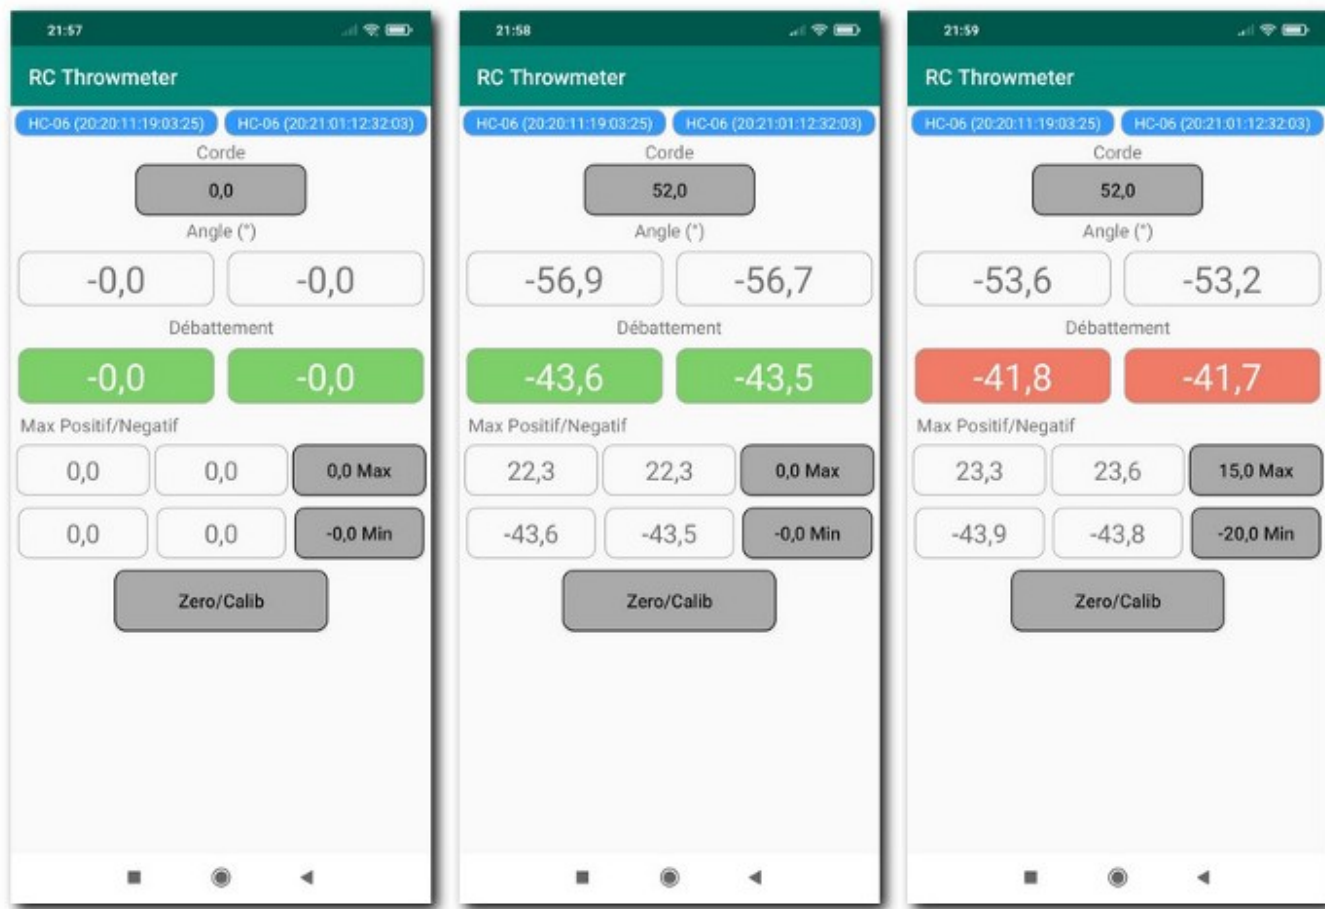 21:57
RC Throwmeter
HC-06 (20:20:11:19:03:25) HC-06 (20:21:01:12:32:03)
Corde
0,0
Angle (°)
-0,0 -0,0
Débattement
-0,0 -0,0
Max Positif/Negatif
0,0 0,0 0,0 Max
0,0 0,0 -0,0 Min
Zero/Calib
21:58
RC Throwmeter
HC-06 (20:20:11:19:03:25) HC-06 (20:21:01:12:32:03)
Corde
52,0
Angle (°)
-56,9 -56,7
Débattement
-43,6 -43,5
Max Positif/Negatif
22,3 22,3 0,0 Max
-43,6 -43,5 -0,0 Min
Zero/Calib
21:59
RC Throwmeter
HC-06 (20:20:11:19:03:25) HC-06 (20:21:01:12:32:03)
Corde
52,0
Angle (°)
-53,6 -53,2
Débattement
-41,8 -41,7
Max Positif/Negatif
23,3 23,6 15,0 Max
-43,9 -43,8 -20,0 Min
Zero/Calib